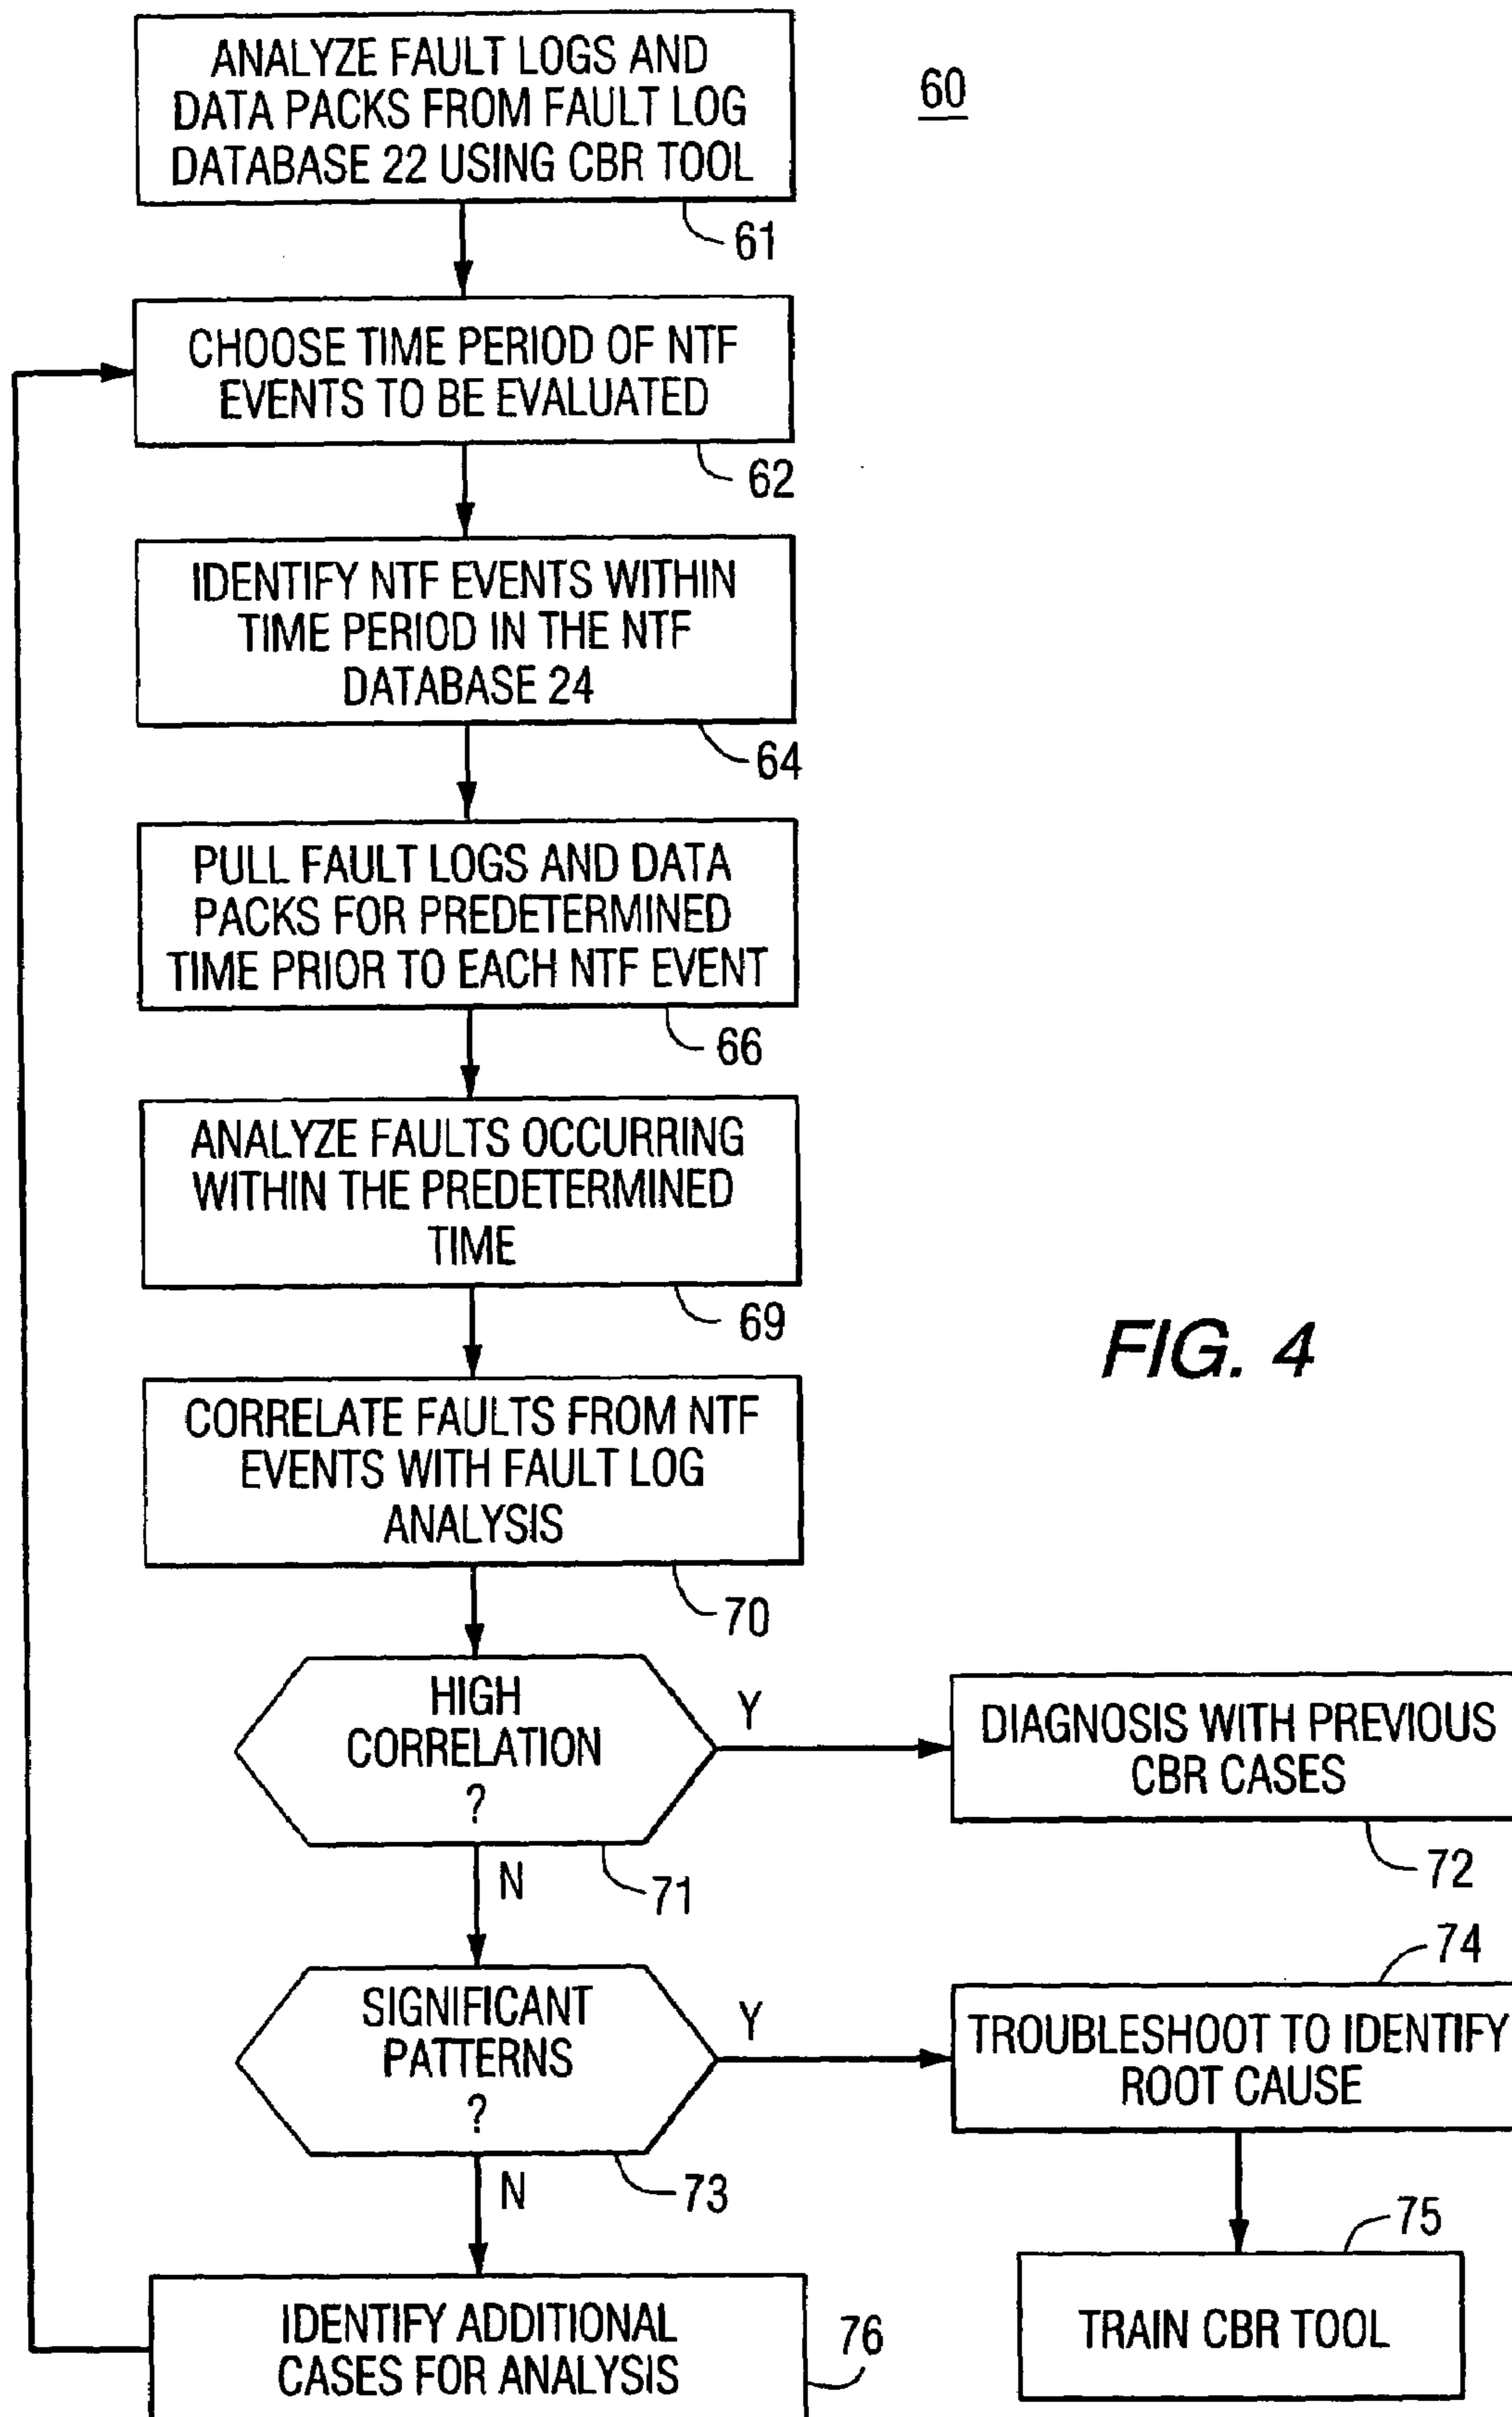 ANALYZE FAULT LOGS AND
DATA PACKS FROM FAULT LOG
DATABASE 22 USING CBR TOOL
60
61
CHOOSE TIME PERIOD OF NTF
EVENTS TO BE EVALUATED
62
IDENTIFY NTF EVENTS WITHIN
TIME PERIOD IN THE NTF
DATABASE 24
64
PULL FAULT LOGS AND DATA
PACKS FOR PREDETERMINED
TIME PRIOR TO EACH NTF EVENT
66
ANALYZE FAULTS OCCURRING
WITHIN THE PREDETERMINED
TIME
69
FIG. 4
CORRELATE FAULTS FROM NTF
EVENTS WITH FAULT LOG
ANALYSIS
70
HIGH
CORRELATION
?
Y
N
71
DIAGNOSIS WITH PREVIOUS
CBR CASES
72
SIGNIFICANT
PATTERNS
?
Y
N
73
74
TROUBLESHOOT TO IDENTIFY
ROOT CAUSE
75
TRAIN CBR TOOL
IDENTIFY ADDITIONAL
CASES FOR ANALYSIS
76